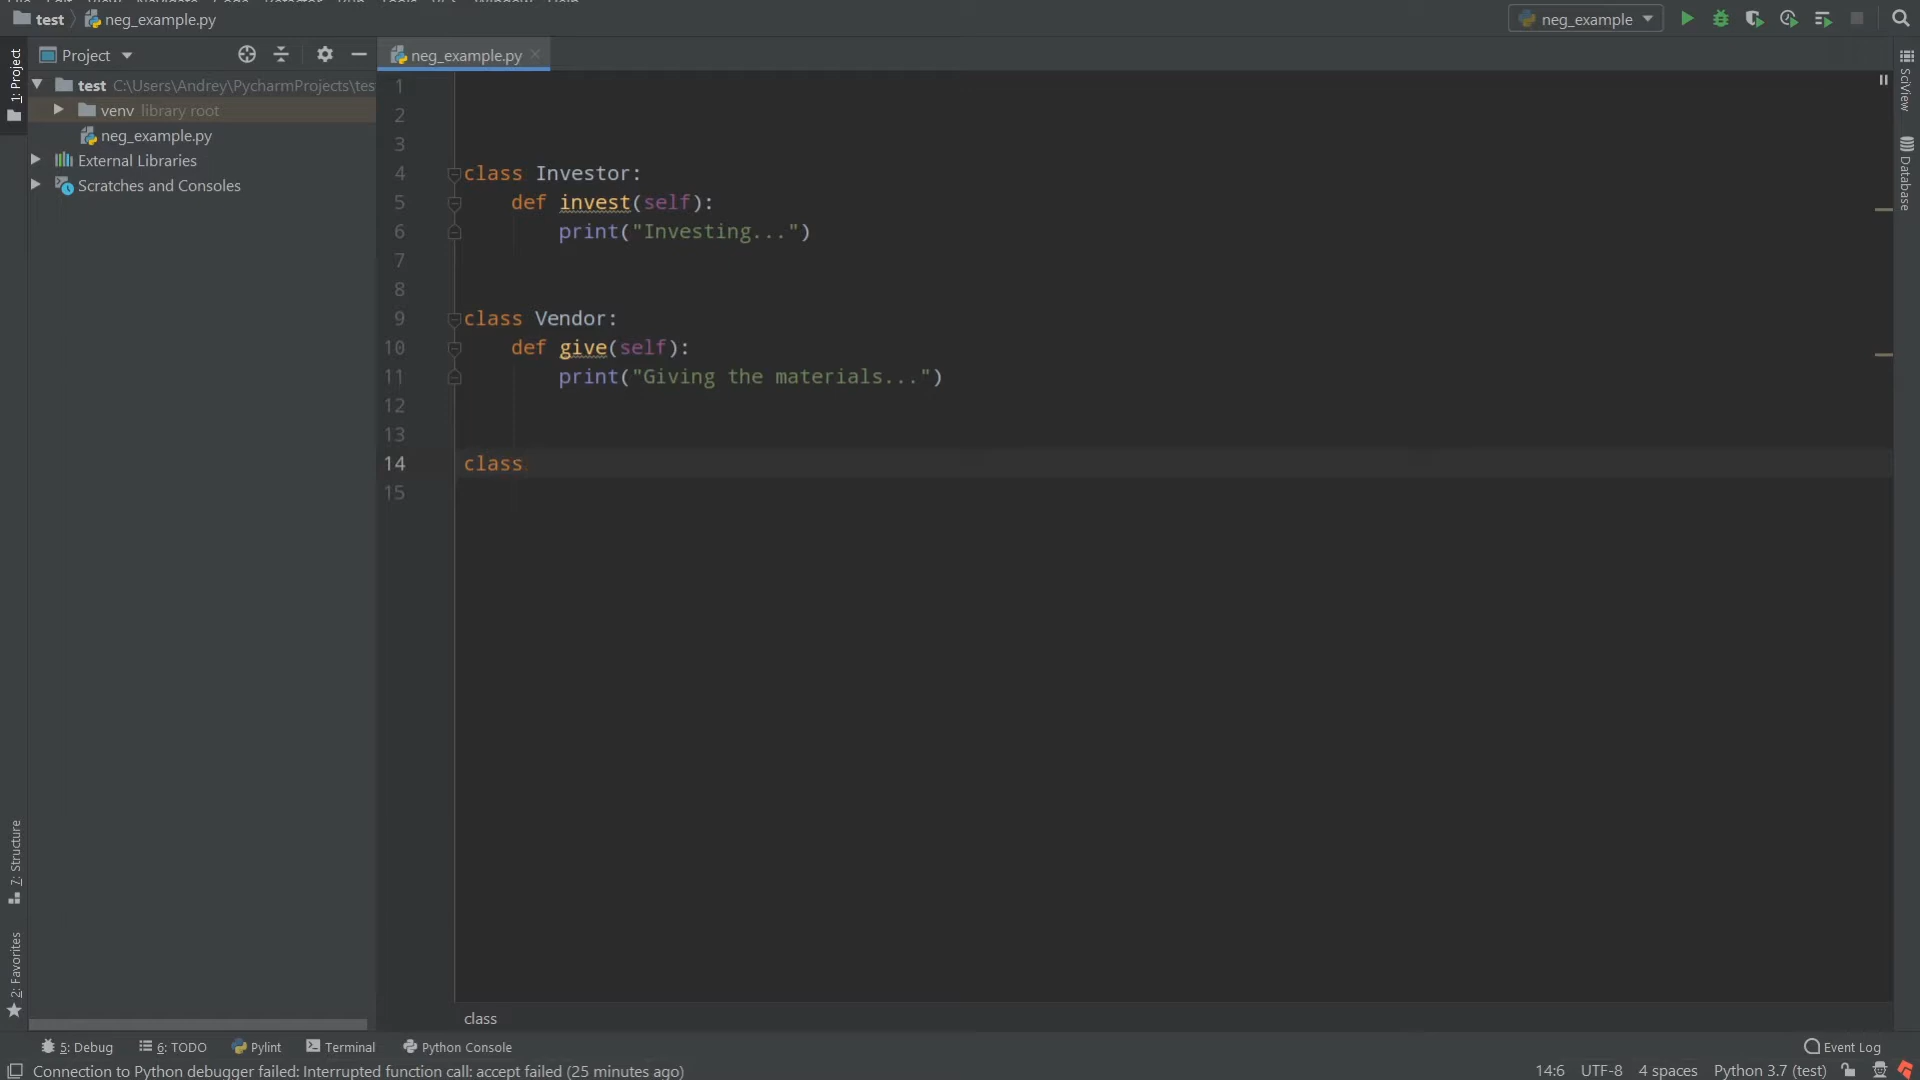 test neg_example.py
neg_example
Project
neg_example.py
1: Project
test C:\Users\Andrey\PycharmProjects\tes
venv library root
neg_example.py
External Libraries
Scratches and Consoles
1
2
3
4 class Investor:
5 def invest(self):
6 print("Investing...")
7
8
9 class Vendor:
10 def give(self):
11 print("Giving the materials...")
12
13
14 class
15
SciView
Database
7: Structure
2: Favorites
class
5: Debug 6: TODO Pylint Terminal Python Console Event Log
Connection to Python debugger failed: Interrupted function call: accept failed (25 minutes ago) 14:6 UTF-8 4 spaces Python 3.7 (test)